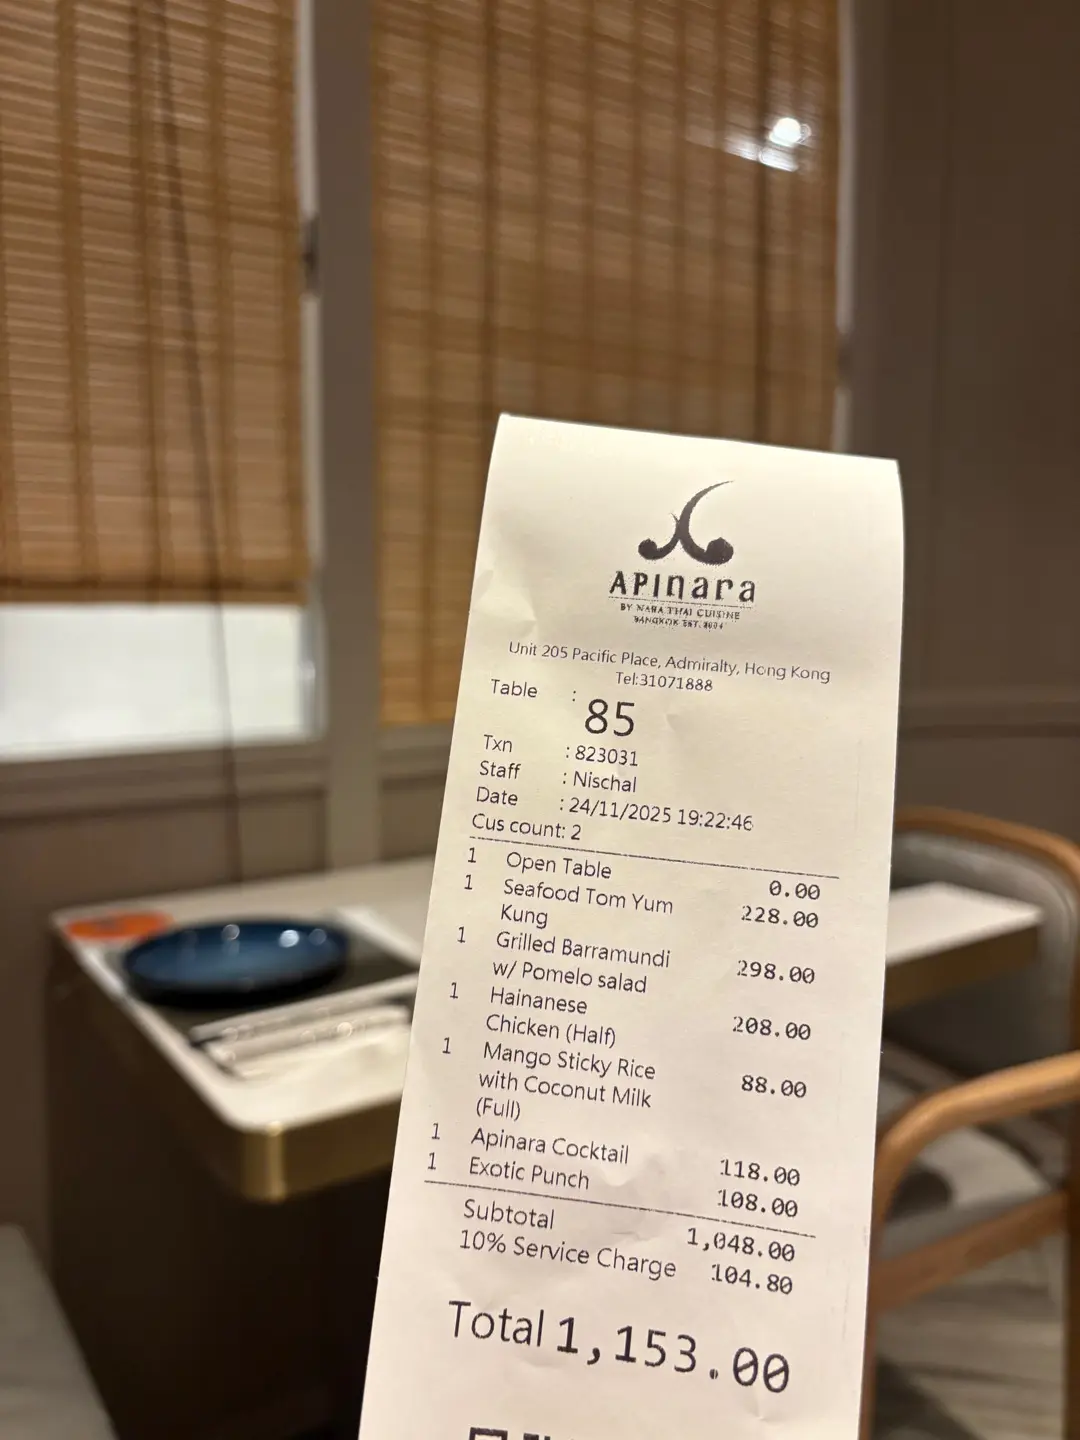 APInara
BY NARA THAI CUISINE
BANGKOK EST. 2004
Unit 205 Pacific Place, Admiralty, Hong Kong
Tel:31071888
Table : 85
Txn : 823031
Staff : Nischal
Date : 24/11/2025 19:22:46
Cus count: 2
1 Open Table 0.00
1 Seafood Tom Yum 228.00
Kung
1 Grilled Barramundi 298.00
w/ Pomelo salad
1 Hainanese 208.00
Chicken (Half)
1 Mango Sticky Rice 88.00
with Coconut Milk
(Full)
1 Apinara Cocktail 118.00
1 Exotic Punch 108.00
Subtotal 1,048.00
10% Service Charge 104.80
Total 1,153.00